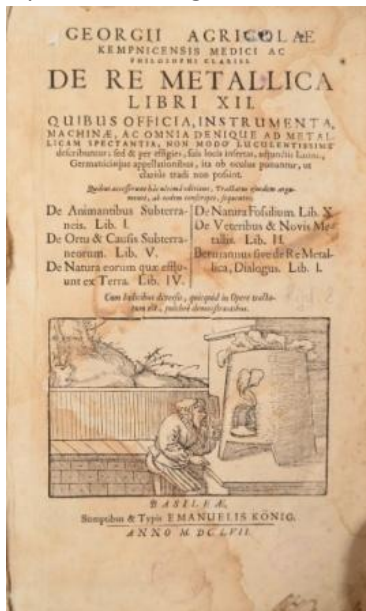 GEORGII AGRICOLAE
KEMPNICENSIS MEDICI AC
PHILOSOPHI CLARISS.
DE RE METALLICA
LIBRI XII.
QUIBUS OFFICIA, INSTRUMENTA,
MACHINÆ, AC OMNIA DENIQUE AD METAL-
LICAM SPECTANTIA, NON MODO LUCULENTISSIME
describuntur; sed & per effigies, suis locis insertas, adjunctis Latinis,
Germanicisque appellationibus, ita ob oculos ponuntur, ut
clarius tradi non possint.
Quibus accesserunt hâc ultimâ editione, Tractatus ejusdem argu-
menti, ab eodem conscripti, sequentes.
De Animantibus Subterra-
neis. Lib. I.
De Ortu & Causis Subterra-
neorum. Lib. V.
De Natura eorum quæ efflu-
unt ex Terra. Lib. IV.
De Natura Fossilium. Lib. X.
De Veteribus & Novis Me-
tallis. Lib. II.
Bermannus sive de Re Metal-
lica, Dialogus. Lib. I.
Cum Indicibus diversis, quicquid in Opere tracta-
tum est, pulchrè demonstrantibus.
BASILEÆ,
Sumptibus & Typis EMANUELIS KÖNIG.
ANNO M. DC LVII.